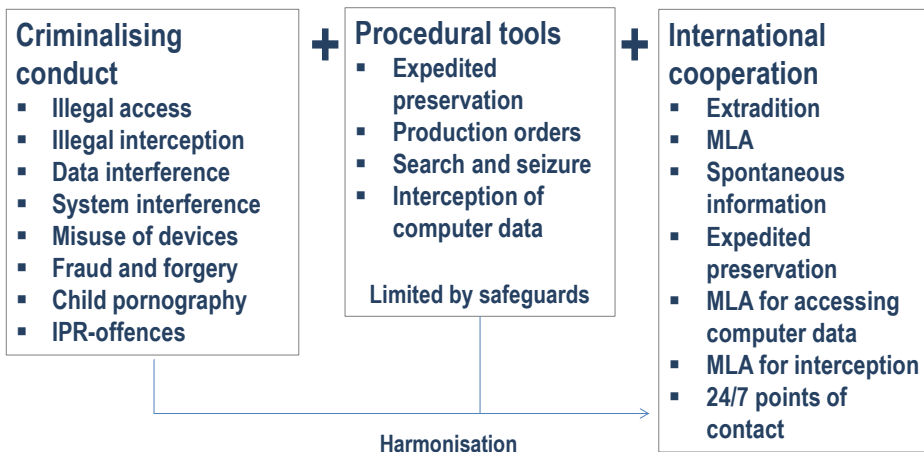 Criminalising
conduct
▪ Illegal access
▪ Illegal interception
▪ Data interference
▪ System interference
▪ Misuse of devices
▪ Fraud and forgery
▪ Child pornography
▪ IPR-offences
+
Procedural tools
▪ Expedited
preservation
▪ Production orders
▪ Search and seizure
▪ Interception of
computer data
Limited by safeguards
+
International
cooperation
▪ Extradition
▪ MLA
▪ Spontaneous
information
▪ Expedited
preservation
▪ MLA for accessing
computer data
▪ MLA for interception
▪ 24/7 points of
contact
Harmonisation